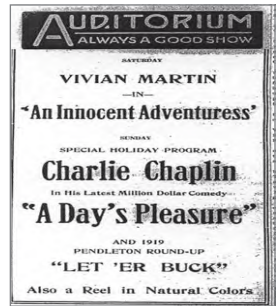 AUDITORIUM
ALWAYS A GOOD SHOW
SATURDAY
VIVIAN MARTIN
—IN—
"An Innocent Adventuress'
SUNDAY
SPECIAL HOLIDAY PROGRAM
Charlie Chaplin
In His Latest Million Dollar Comedy
"A Day's Pleasure"
AND 1919
PENDLETON ROUND-UP
"LET 'ER BUCK"
Also a Reel in Natural Colors